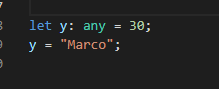 let y: any = 30;
y = "Marco";